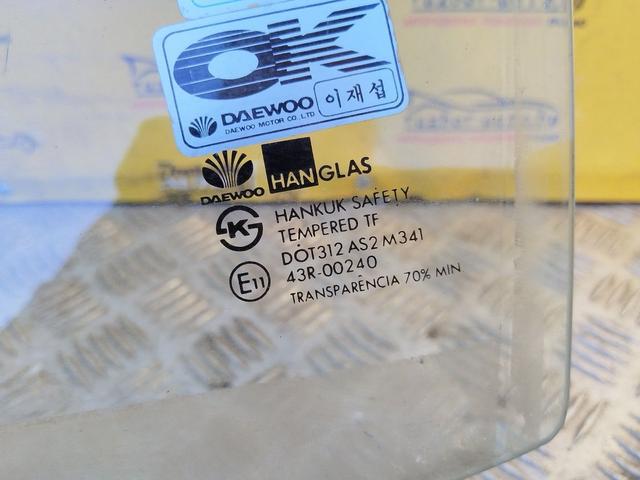 OK
DAEWOO
DAEWOO MOTOR CO., LTD
이재섭
DAEWOO
HANGLAS
K
HANKUK SAFETY
TEMPERED TF
DOT312 AS2 M341
E11
43R-00240
TRANSPARÊNCIA 70% MIN